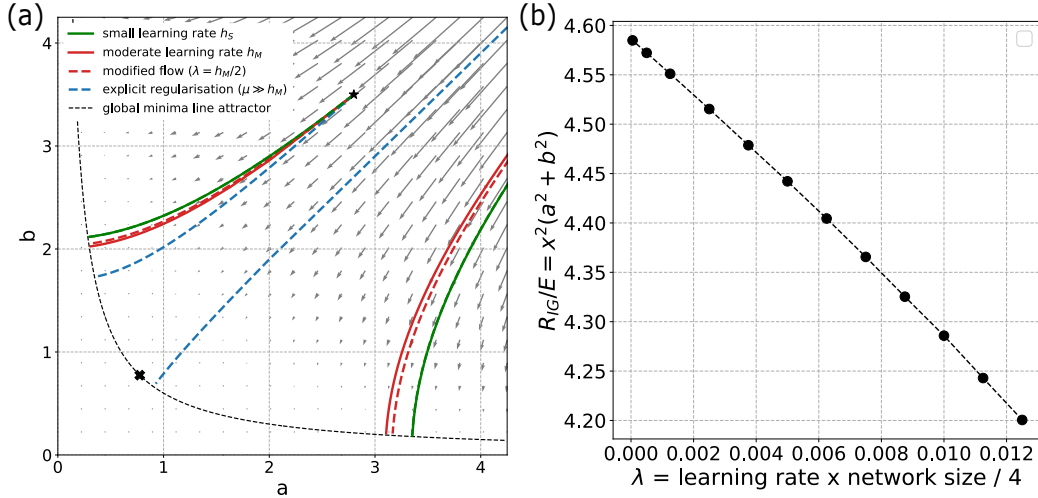 (a)
small learning rate h_S
moderate learning rate h_M
modified flow (λ = h_M/2)
explicit regularisation (μ ≫ h_M)
global minima line attractor
4
3
2
1
0
b
0
1
2
3
4
a
(b)
4.60
4.55
4.50
4.45
4.40
4.35
4.30
4.25
4.20
R_{IG}/E = x²(a² + b²)
0.000
0.002
0.004
0.006
0.008
0.010
0.012
λ = learning rate x network size / 4